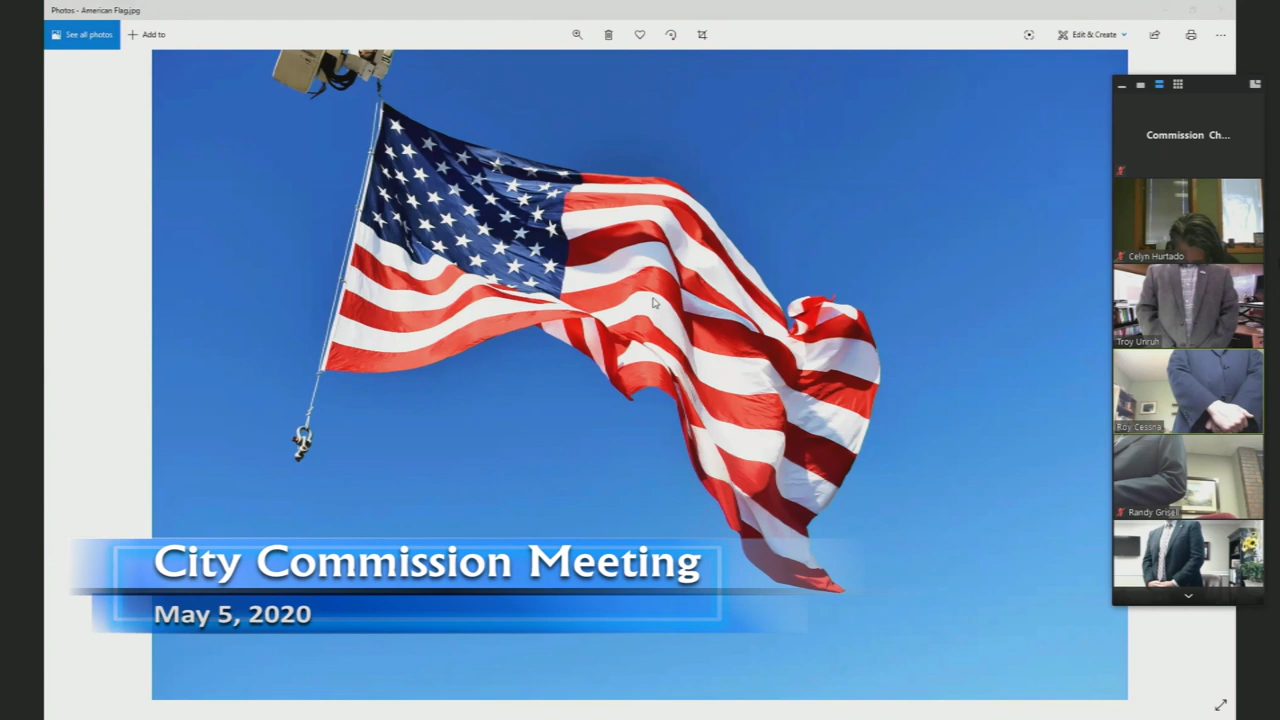 Photos - American Flag.jpg
See all photos
Add to
Edit & Create
Commission Ch...
Celyn Hurtado
Troy Unruh
Roy Cessna
Randy Grisell
City Commission Meeting
May 5, 2020